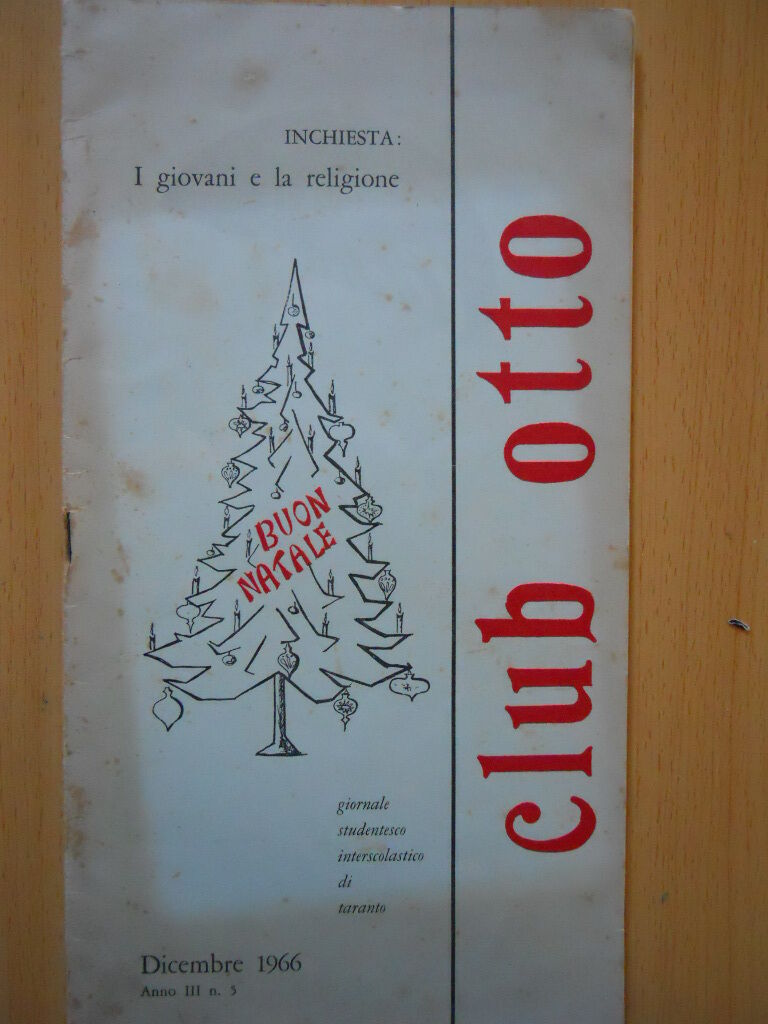 INCHIESTA:
I giovani e la religione
BUON
NATALE
giornale
studentesco
interscolastico
di
taranto
Dicembre 1966
Anno III n. 5
club otto